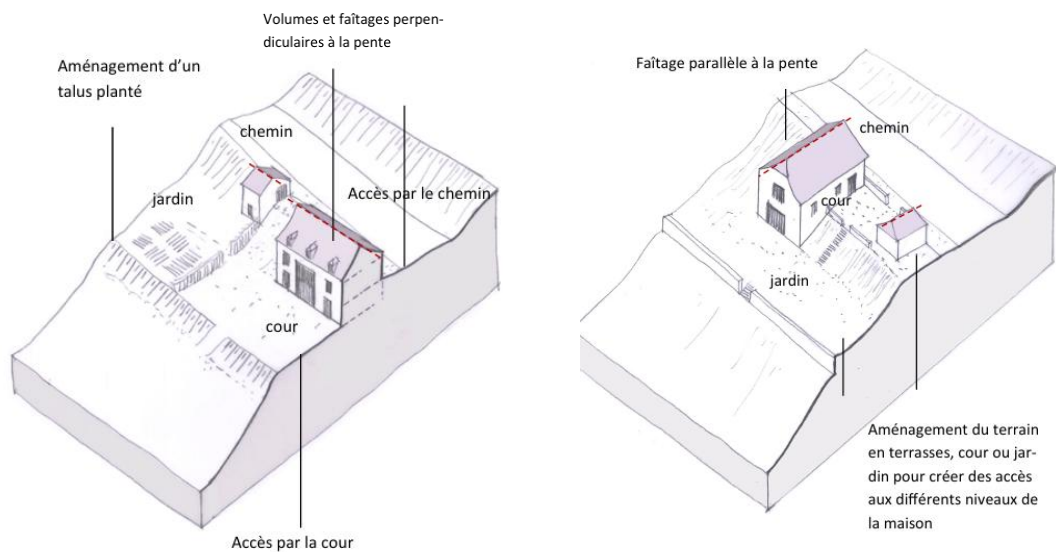 Volumes et faîtages perpen-
diculaires à la pente
Aménagement d'un
talus planté
chemin
Accès par le chemin
jardin
cour
Accès par la cour
Faîtage parallèle à la pente
chemin
cour
jardin
Aménagement du terrain
en terrasses, cour ou jar-
din pour créer des accès
aux différents niveaux de
la maison